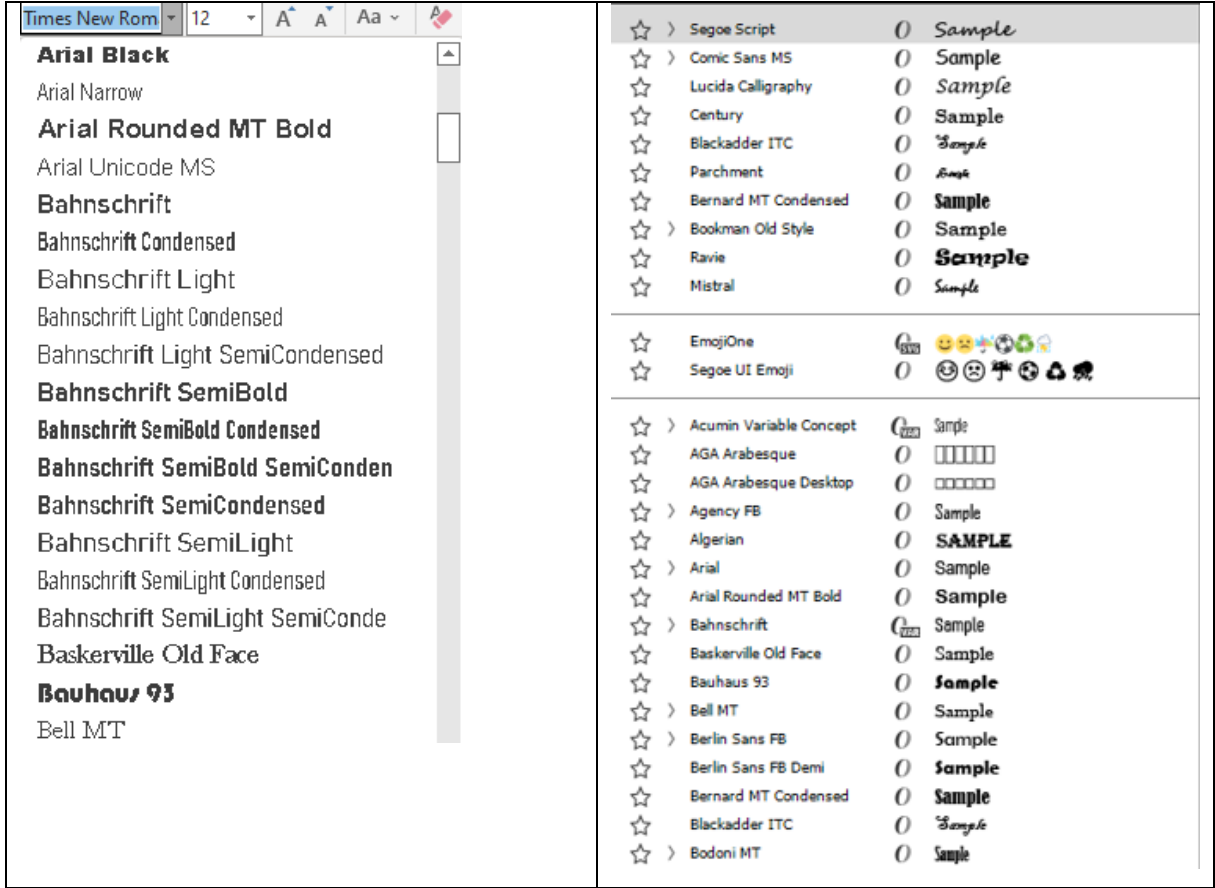 Times New Rom 12 A A Aa
Arial Black
Arial Narrow
Arial Rounded MT Bold
Arial Unicode MS
Bahnschrift
Bahnschrift Condensed
Bahnschrift Light
Bahnschrift Light Condensed
Bahnschrift Light SemiCondensed
Bahnschrift SemiBold
Bahnschrift SemiBold Condensed
Bahnschrift SemiBold SemiConden
Bahnschrift SemiCondensed
Bahnschrift SemiLight
Bahnschrift SemiLight Condensed
Bahnschrift SemiLight SemiConde
Baskerville Old Face
Bauhaus 93
Bell MT
Segoe Script O Sample
Comic Sans MS O Sample
Lucida Calligraphy O Sample
Century O Sample
Blackadder ITC O Sample
Parchment O Sample
Bernard MT Condensed O Sample
Bookman Old Style O Sample
Ravie O Sample
Mistral O Sample
EmojiOne
Segoe UI Emoji O
Acumin Variable Concept Sample
AGA Arabesque O
AGA Arabesque Desktop O
Agency FB O Sample
Algerian O SAMPLE
Arial O Sample
Arial Rounded MT Bold O Sample
Bahnschrift Sample
Baskerville Old Face O Sample
Bauhaus 93 O Sample
Bell MT O Sample
Berlin Sans FB O Sample
Berlin Sans FB Demi O Sample
Bernard MT Condensed O Sample
Blackadder ITC O Sample
Bodoni MT O Sample